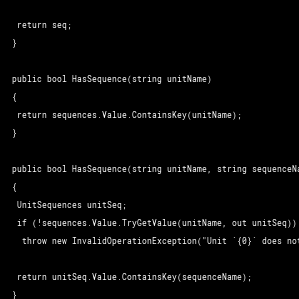 return seq;
}
public bool HasSequence(string unitName)
{
return sequences.Value.ContainsKey(unitName);
}
public bool HasSequence(string unitName, string
{
UnitSequences unitSeq;
if (!sequences.Value.TryGetValue(unitName, out unitSeq))
throw new InvalidOperationException("Unit `{0}` does
return unitSeq.Value.ContainsKey(sequenceName);
}